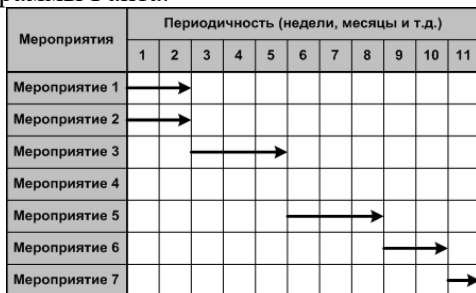 Мероприятия
Периодичность (недели, месяцы и т.д.)
1 2 3 4 5 6 7 8 9 10 11
Мероприятие 1
Мероприятие 2
Мероприятие 3
Мероприятие 4
Мероприятие 5
Мероприятие 6
Мероприятие 7